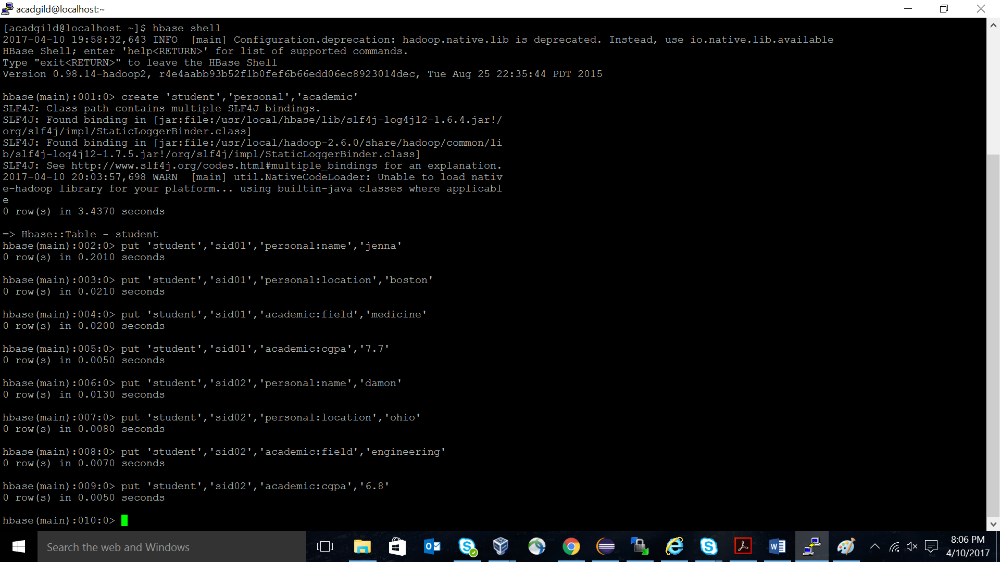 acadgild@localhost:~
[acadgild@localhost ~]$ hbase shell
2017-04-10 19:58:32,643 INFO  [main] Configuration.deprecation: hadoop.native.lib is deprecated. Instead, use io.native.lib.available
HBase Shell; enter 'help<RETURN>' for list of supported commands.
Type "exit<RETURN>" to leave the HBase Shell
Version 0.98.14-hadoop2, r4e4aabb93b52f1b0fef6b66edd06ec8923014dec, Tue Aug 25 22:35:44 PDT 2015
hbase(main):001:0> create 'student','personal','academic'
SLF4J: Class path contains multiple SLF4J bindings.
SLF4J: Found binding in [jar:file:/usr/local/hbase/lib/slf4j-log4j12-1.6.4.jar!/
org/slf4j/impl/StaticLoggerBinder.class]
SLF4J: Found binding in [jar:file:/usr/local/hadoop-2.6.0/share/hadoop/common/li
b/slf4j-log4j12-1.7.5.jar!/org/slf4j/impl/StaticLoggerBinder.class]
SLF4J: See http://www.slf4j.org/codes.html#multiple_bindings for an explanation.
2017-04-10 20:03:57,698 WARN  [main] util.NativeCodeLoader: Unable to load nativ
e-hadoop library for your platform... using builtin-java classes where applicabl
e
0 row(s) in 3.4370 seconds
=> Hbase::Table - student
hbase(main):002:0> put 'student','sid01','personal:name','jenna'
0 row(s) in 0.2010 seconds
hbase(main):003:0> put 'student','sid01','personal:location','boston'
0 row(s) in 0.0210 seconds
hbase(main):004:0> put 'student','sid01','academic:field','medicine'
0 row(s) in 0.0200 seconds
hbase(main):005:0> put 'student','sid01','academic:cgpa','7.7'
0 row(s) in 0.0050 seconds
hbase(main):006:0> put 'student','sid02','personal:name','damon'
0 row(s) in 0.0130 seconds
hbase(main):007:0> put 'student','sid02','personal:location','ohio'
0 row(s) in 0.0080 seconds
hbase(main):008:0> put 'student','sid02','academic:field','engineering'
0 row(s) in 0.0070 seconds
hbase(main):009:0> put 'student','sid02','academic:cgpa','6.8'
0 row(s) in 0.0050 seconds
hbase(main):010:0>
Search the web and Windows
8:06 PM
4/10/2017